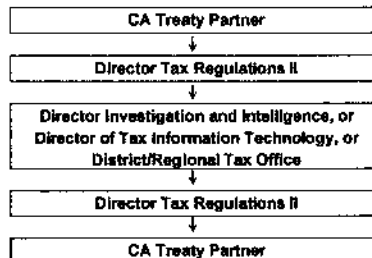 CA Treaty Partner
Director Tax Regulations II
Director Investigation and Intelligence, or
Director of Tax Information Technology, or
District/Regional Tax Office
Director Tax Regulations II
CA Treaty Partner